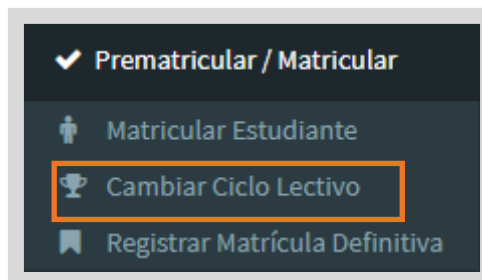 Prematricular / Matricular
Matricular Estudiante
Cambiar Ciclo Lectivo
Registrar Matrícula Definitiva